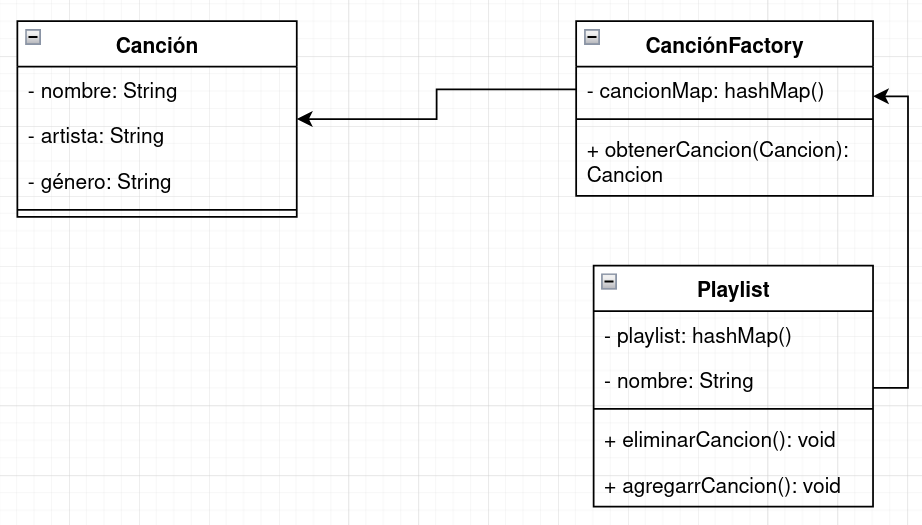 Canción
- nombre: String
- artista: String
- género: String
CanciónFactory
- cancionMap: hashMap()
+ obtenerCancion(Cancion):
Cancion
Playlist
- playlist: hashMap()
- nombre: String
+ eliminarCancion(): void
+ agregarrCancion(): void